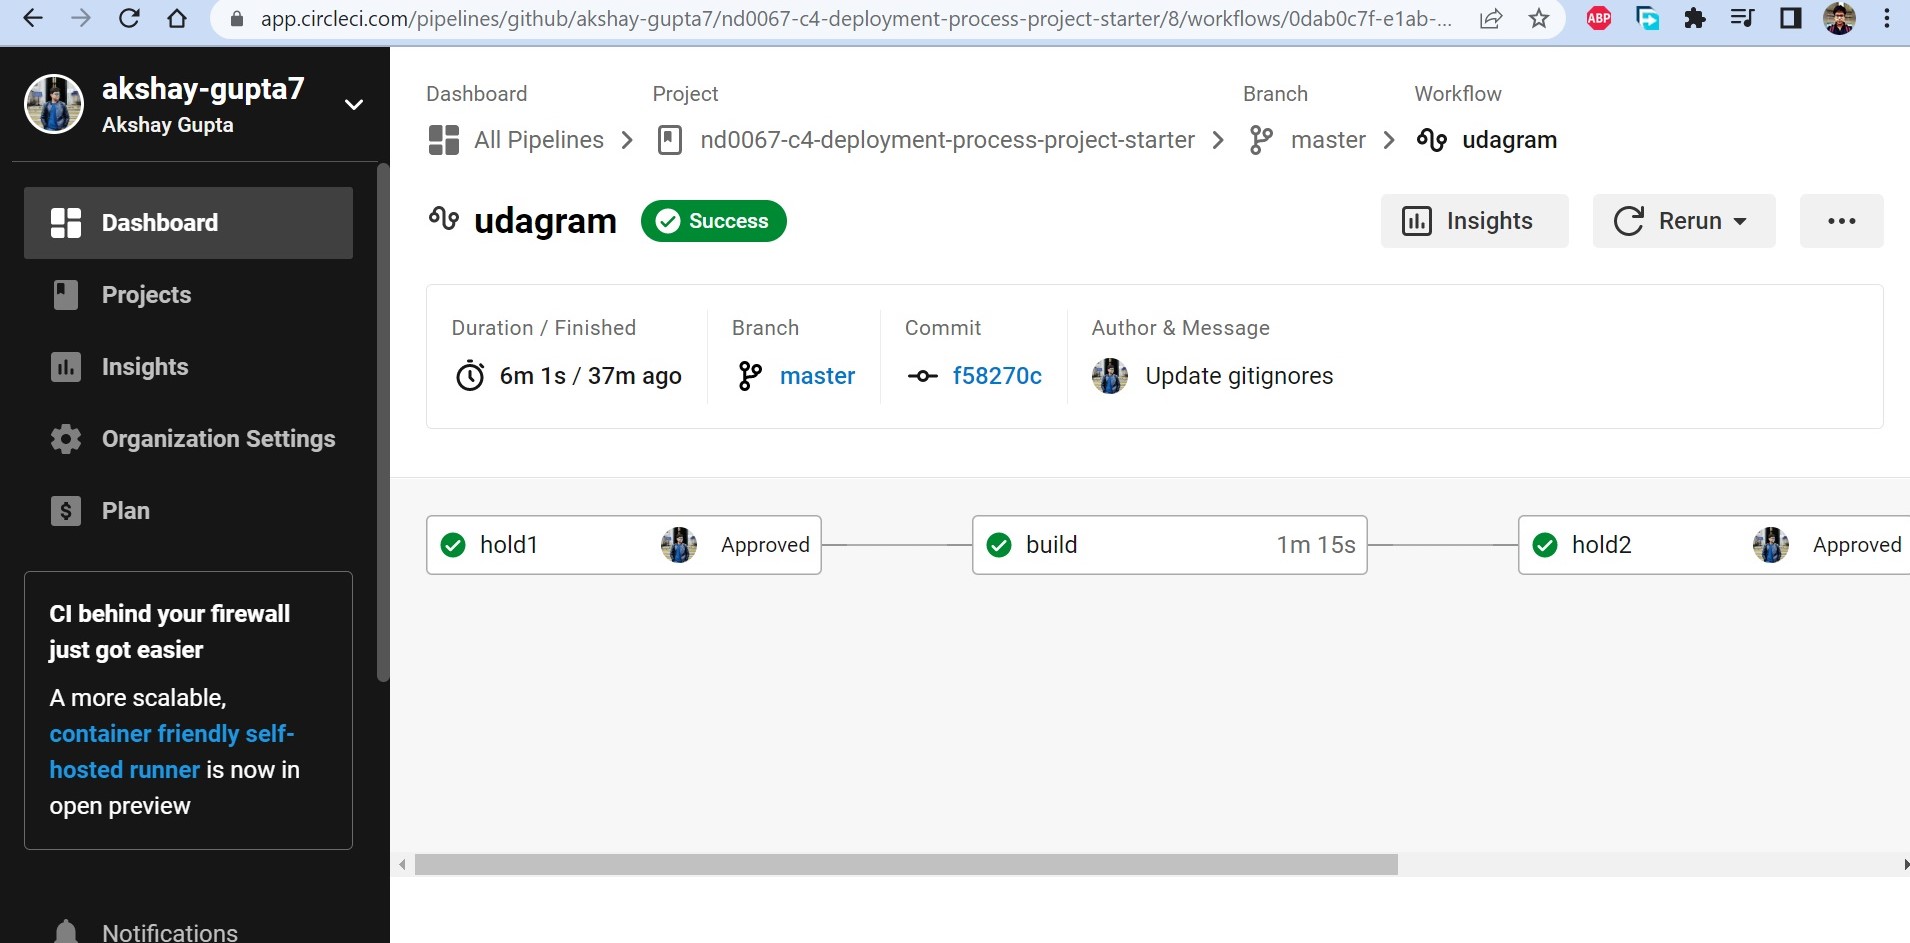 app.circleci.com/pipelines/github/akshay-gupta7/nd0067-c4-deployment-process-project-starter/8/workflows/0dab0c7f-e1ab-...
ABP
akshay-gupta7
Akshay Gupta
Dashboard
Projects
Insights
Organization Settings
Plan
CI behind your firewall
just got easier
A more scalable,
container friendly self-
hosted runner is now in
open preview
Notifications
Dashboard Project Branch Workflow
All Pipelines nd0067-c4-deployment-process-project-starter master udagram
udagram Success Insights Rerun ...
Duration / Finished Branch Commit Author & Message
6m 1s / 37m ago master f58270c Update gitignores
hold1 Approved build 1m 15s hold2 Approved